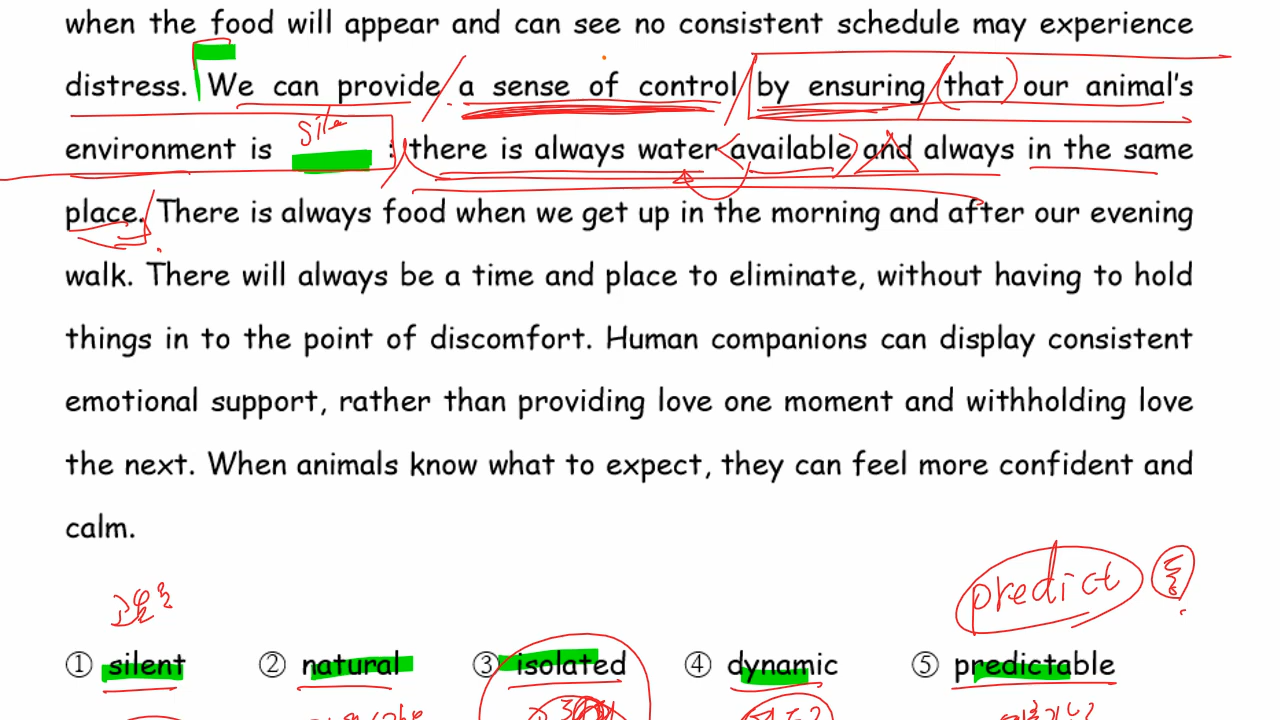 when the food will appear and can see no consistent schedule may experience
distress. We can provide a sense of control by ensuring that our animal's
environment is : there is always water available and always in the same
place. There is always food when we get up in the morning and after our evening
walk. There will always be a time and place to eliminate, without having to hold
things in to the point of discomfort. Human companions can display consistent
emotional support, rather than providing love one moment and withholding love
the next. When animals know what to expect, they can feel more confident and
calm.
predict
① silent ② natural ③ isolated ④ dynamic ⑤ predictable